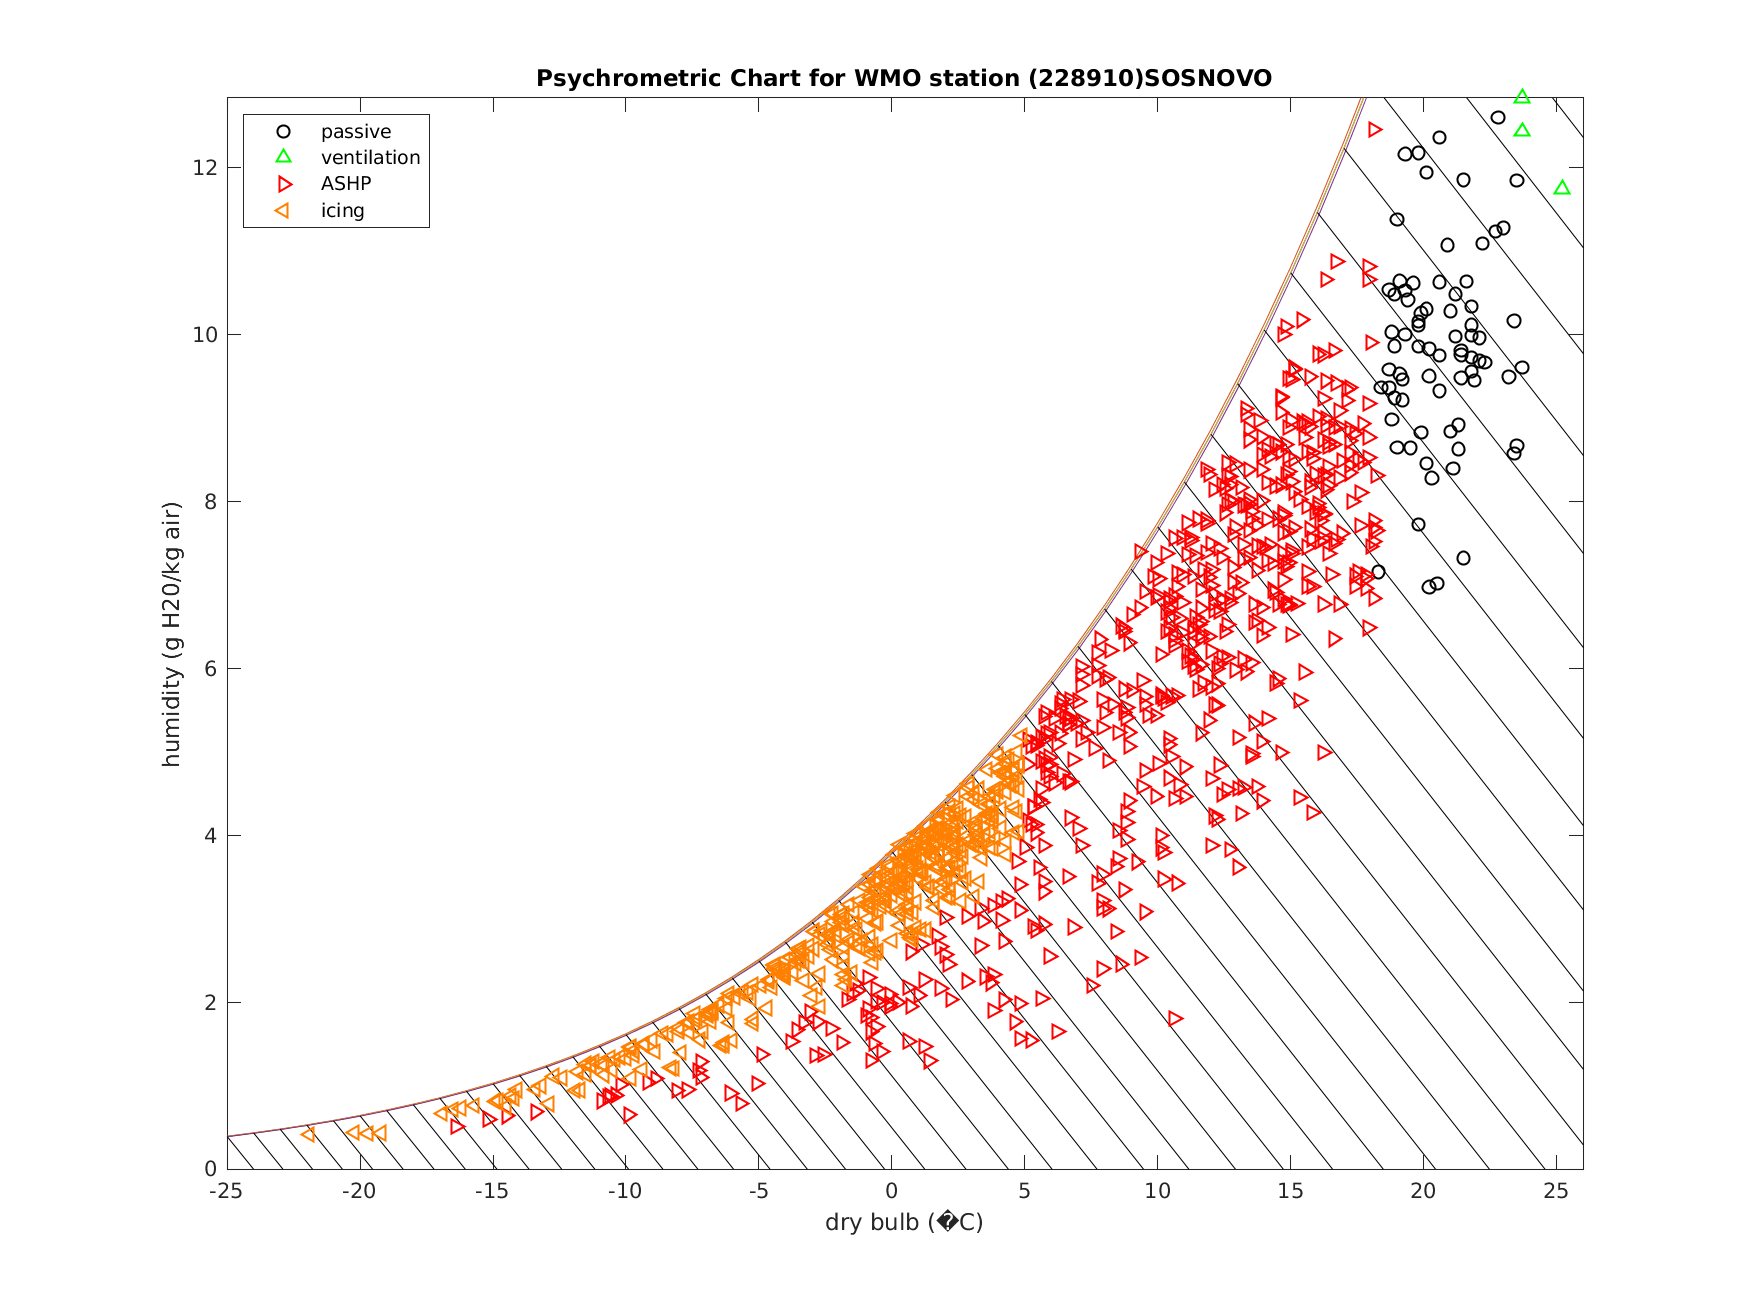 Psychrometric Chart for WMO station (228910)SOSNOVO
passive
ventilation
ASHP
icing
humidity (g H20/kg air)
12
10
8
6
4
2
0
-25 -20 -15 -10 -5 0 5 10 15 20 25
dry bulb (�C)